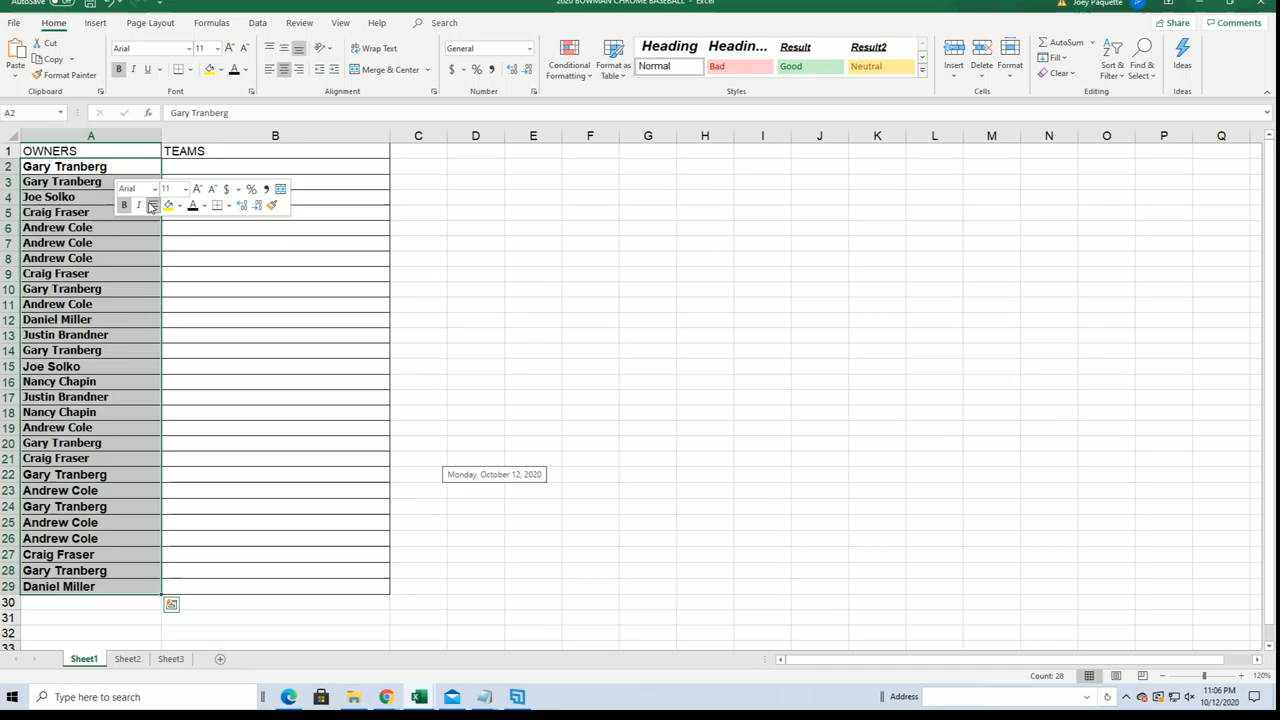 AutoSave Off
2020 BOWMAN CHROME BASEBALL - Excel
Joey Paquette
File Home Insert Page Layout Formulas Data Review View Help Search Share Comments
Cut Arial 11 Wrap Text General Heading Headin... Result Result2 AutoSum
Copy
Paste Format Painter Merge & Center Conditional Formatting Format as Table Normal Bad Good Neutral Insert Delete Format Fill Clear Sort & Filter Find & Select Ideas
Clipboard Font Alignment Number Styles Cells Editing Ideas
A2 Gary Tranberg
A B C D E F G H I J K L M N O P Q
1 OWNERS TEAMS
2 Gary Tranberg
3 Gary Tranberg
4 Joe Solko
5 Craig Fraser
6 Andrew Cole
7 Andrew Cole
8 Andrew Cole
9 Craig Fraser
10 Gary Tranberg
11 Andrew Cole
12 Daniel Miller
13 Justin Brandner
14 Gary Tranberg
15 Joe Solko
16 Nancy Chapin
17 Justin Brandner
18 Nancy Chapin
19 Andrew Cole
20 Gary Tranberg
21 Craig Fraser
22 Gary Tranberg
23 Andrew Cole
24 Gary Tranberg
25 Andrew Cole
26 Andrew Cole
27 Craig Fraser
28 Gary Tranberg
29 Daniel Miller
30
31
32
33
Arial 11 $ %
B I
Monday, October 12, 2020
Sheet1 Sheet2 Sheet3
Count: 28 120%
Type here to search Address 11:06 PM
10/12/2020